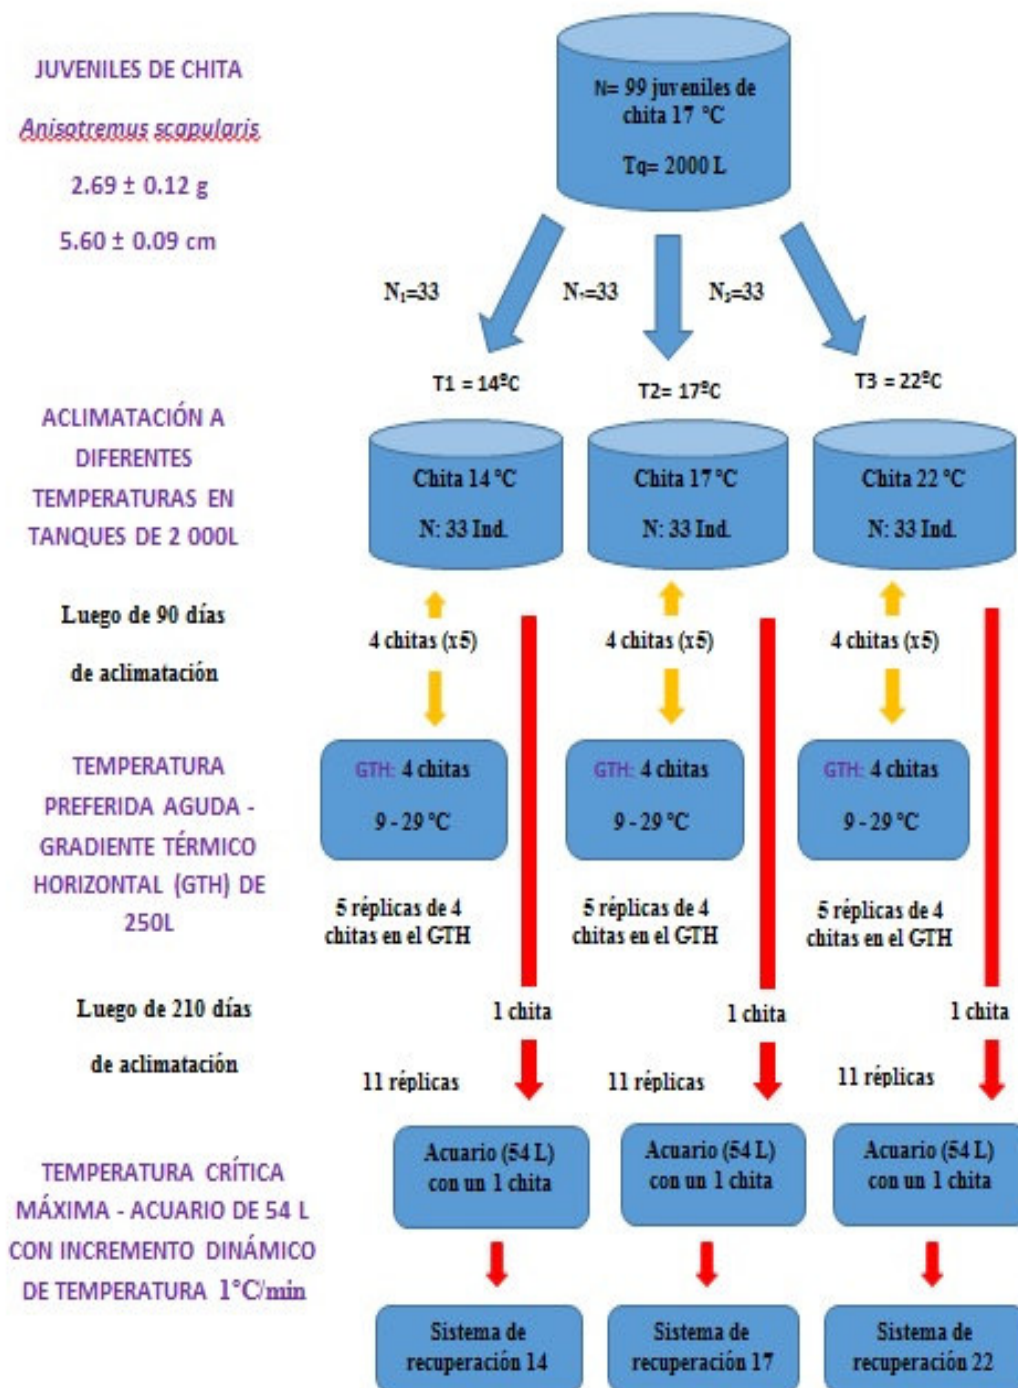 JUVENILES DE CHITA
Anisotremus scapularis
2.69 ± 0.12 g
5.60 ± 0.09 cm
N= 99 juveniles de
chita 17 °C
Tq= 2000 L
N₁=33
N₂=33
N₃=33
T1 = 14ºC
T2= 17ºC
T3 = 22ºC
ACLIMATACIÓN A
DIFERENTES
TEMPERATURAS EN
TANQUES DE 2 000L
Chita 14 °C
N: 33 Ind.
Chita 17 °C
N: 33 Ind.
Chita 22 °C
N: 33 Ind.
Luego de 90 días
de aclimatación
4 chitas (x5)
4 chitas (x5)
4 chitas (x5)
TEMPERATURA
PREFERIDA AGUDA -
GRADIENTE TÉRMICO
HORIZONTAL (GTH) DE
250L
GTH: 4 chitas
9 - 29 °C
GTH: 4 chitas
9 - 29 °C
GTH: 4 chitas
9 - 29 °C
5 réplicas de 4
chitas en el GTH
5 réplicas de 4
chitas en el GTH
5 réplicas de 4
chitas en el GTH
Luego de 210 días
de aclimatación
1 chita
1 chita
1 chita
11 réplicas
11 réplicas
11 réplicas
TEMPERATURA CRÍTICA
MÁXIMA - ACUARIO DE 54 L
CON INCREMENTO DINÁMICO
DE TEMPERATURA 1°C/min
Acuario (54 L)
con un 1 chita
Acuario (54 L)
con un 1 chita
Acuario (54 L)
con un 1 chita
Sistema de
recuperación 14
Sistema de
recuperación 17
Sistema de
recuperación 22